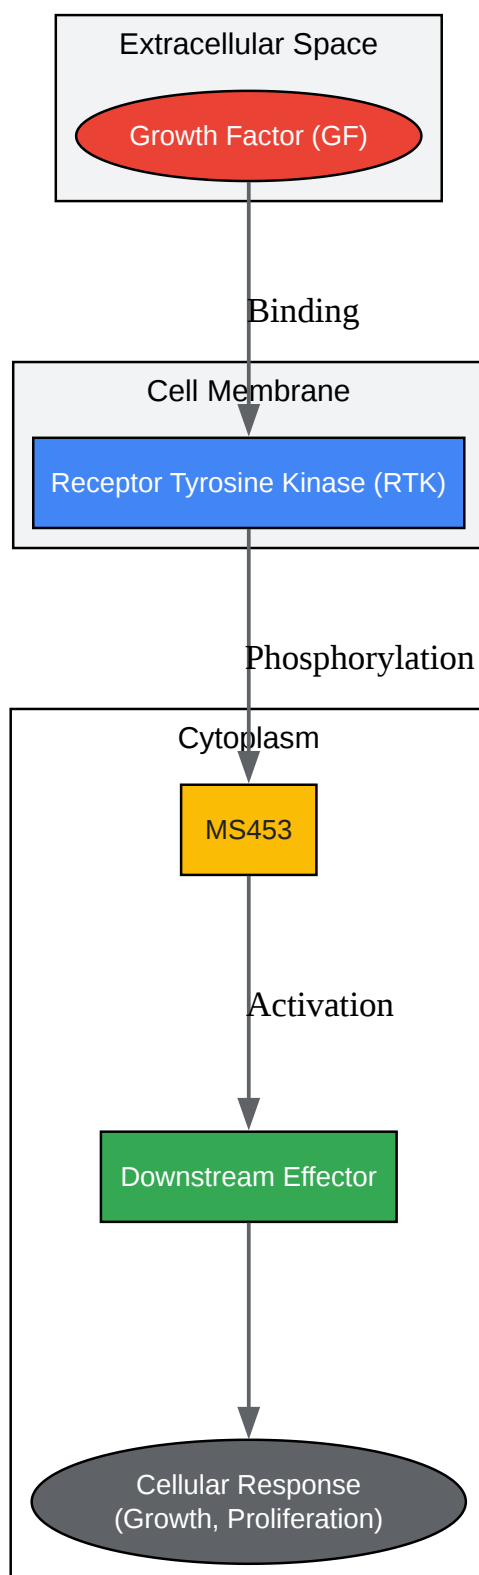 Extracellular Space
Growth Factor (GF)
Binding
Cell Membrane
Receptor Tyrosine Kinase (RTK)
Phosphorylation
Cytoplasm
MS453
Activation
Downstream Effector
Cellular Response
(Growth, Proliferation)